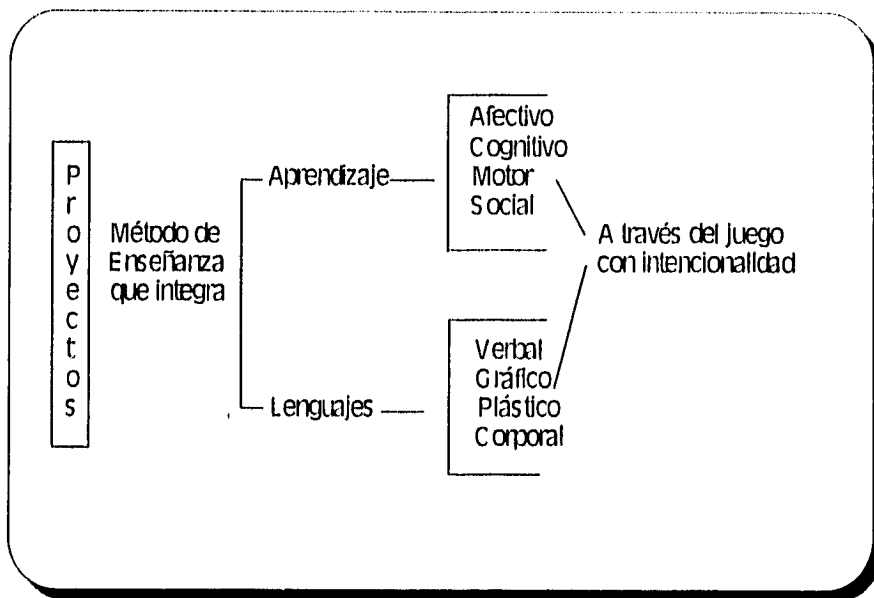 Proyectos
Método de
Enseñanza
que integra
Aprendizaje
Afectivo
Cognitivo
Motor
Social
Lenguajes
Verbal
Gráfico
Plástico
Corporal
A través del juego
con intencionalidad